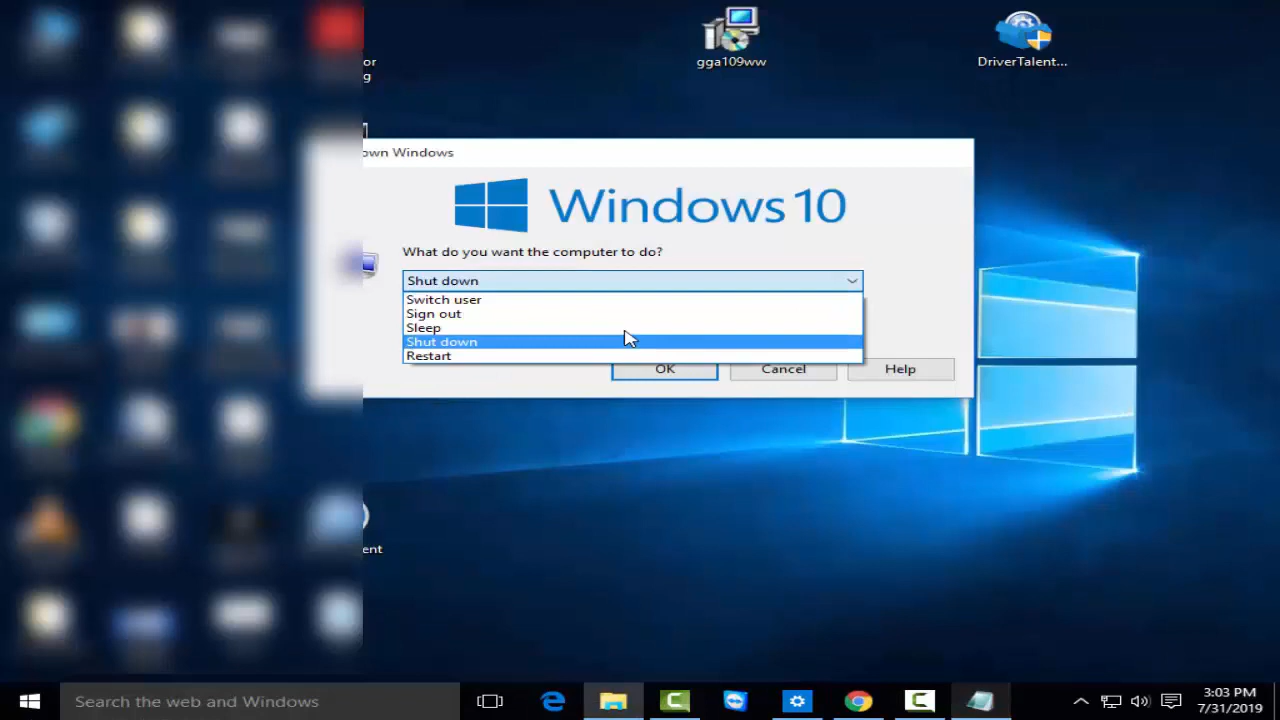 or
g
gga109ww
DriverTalent...
own Windows
Windows 10
What do you want the computer to do?
Shut down
Switch user
Sign out
Sleep
Shut down
Restart
OK
Cancel
Help
ent
Search the web and Windows
3:03 PM
7/31/2019